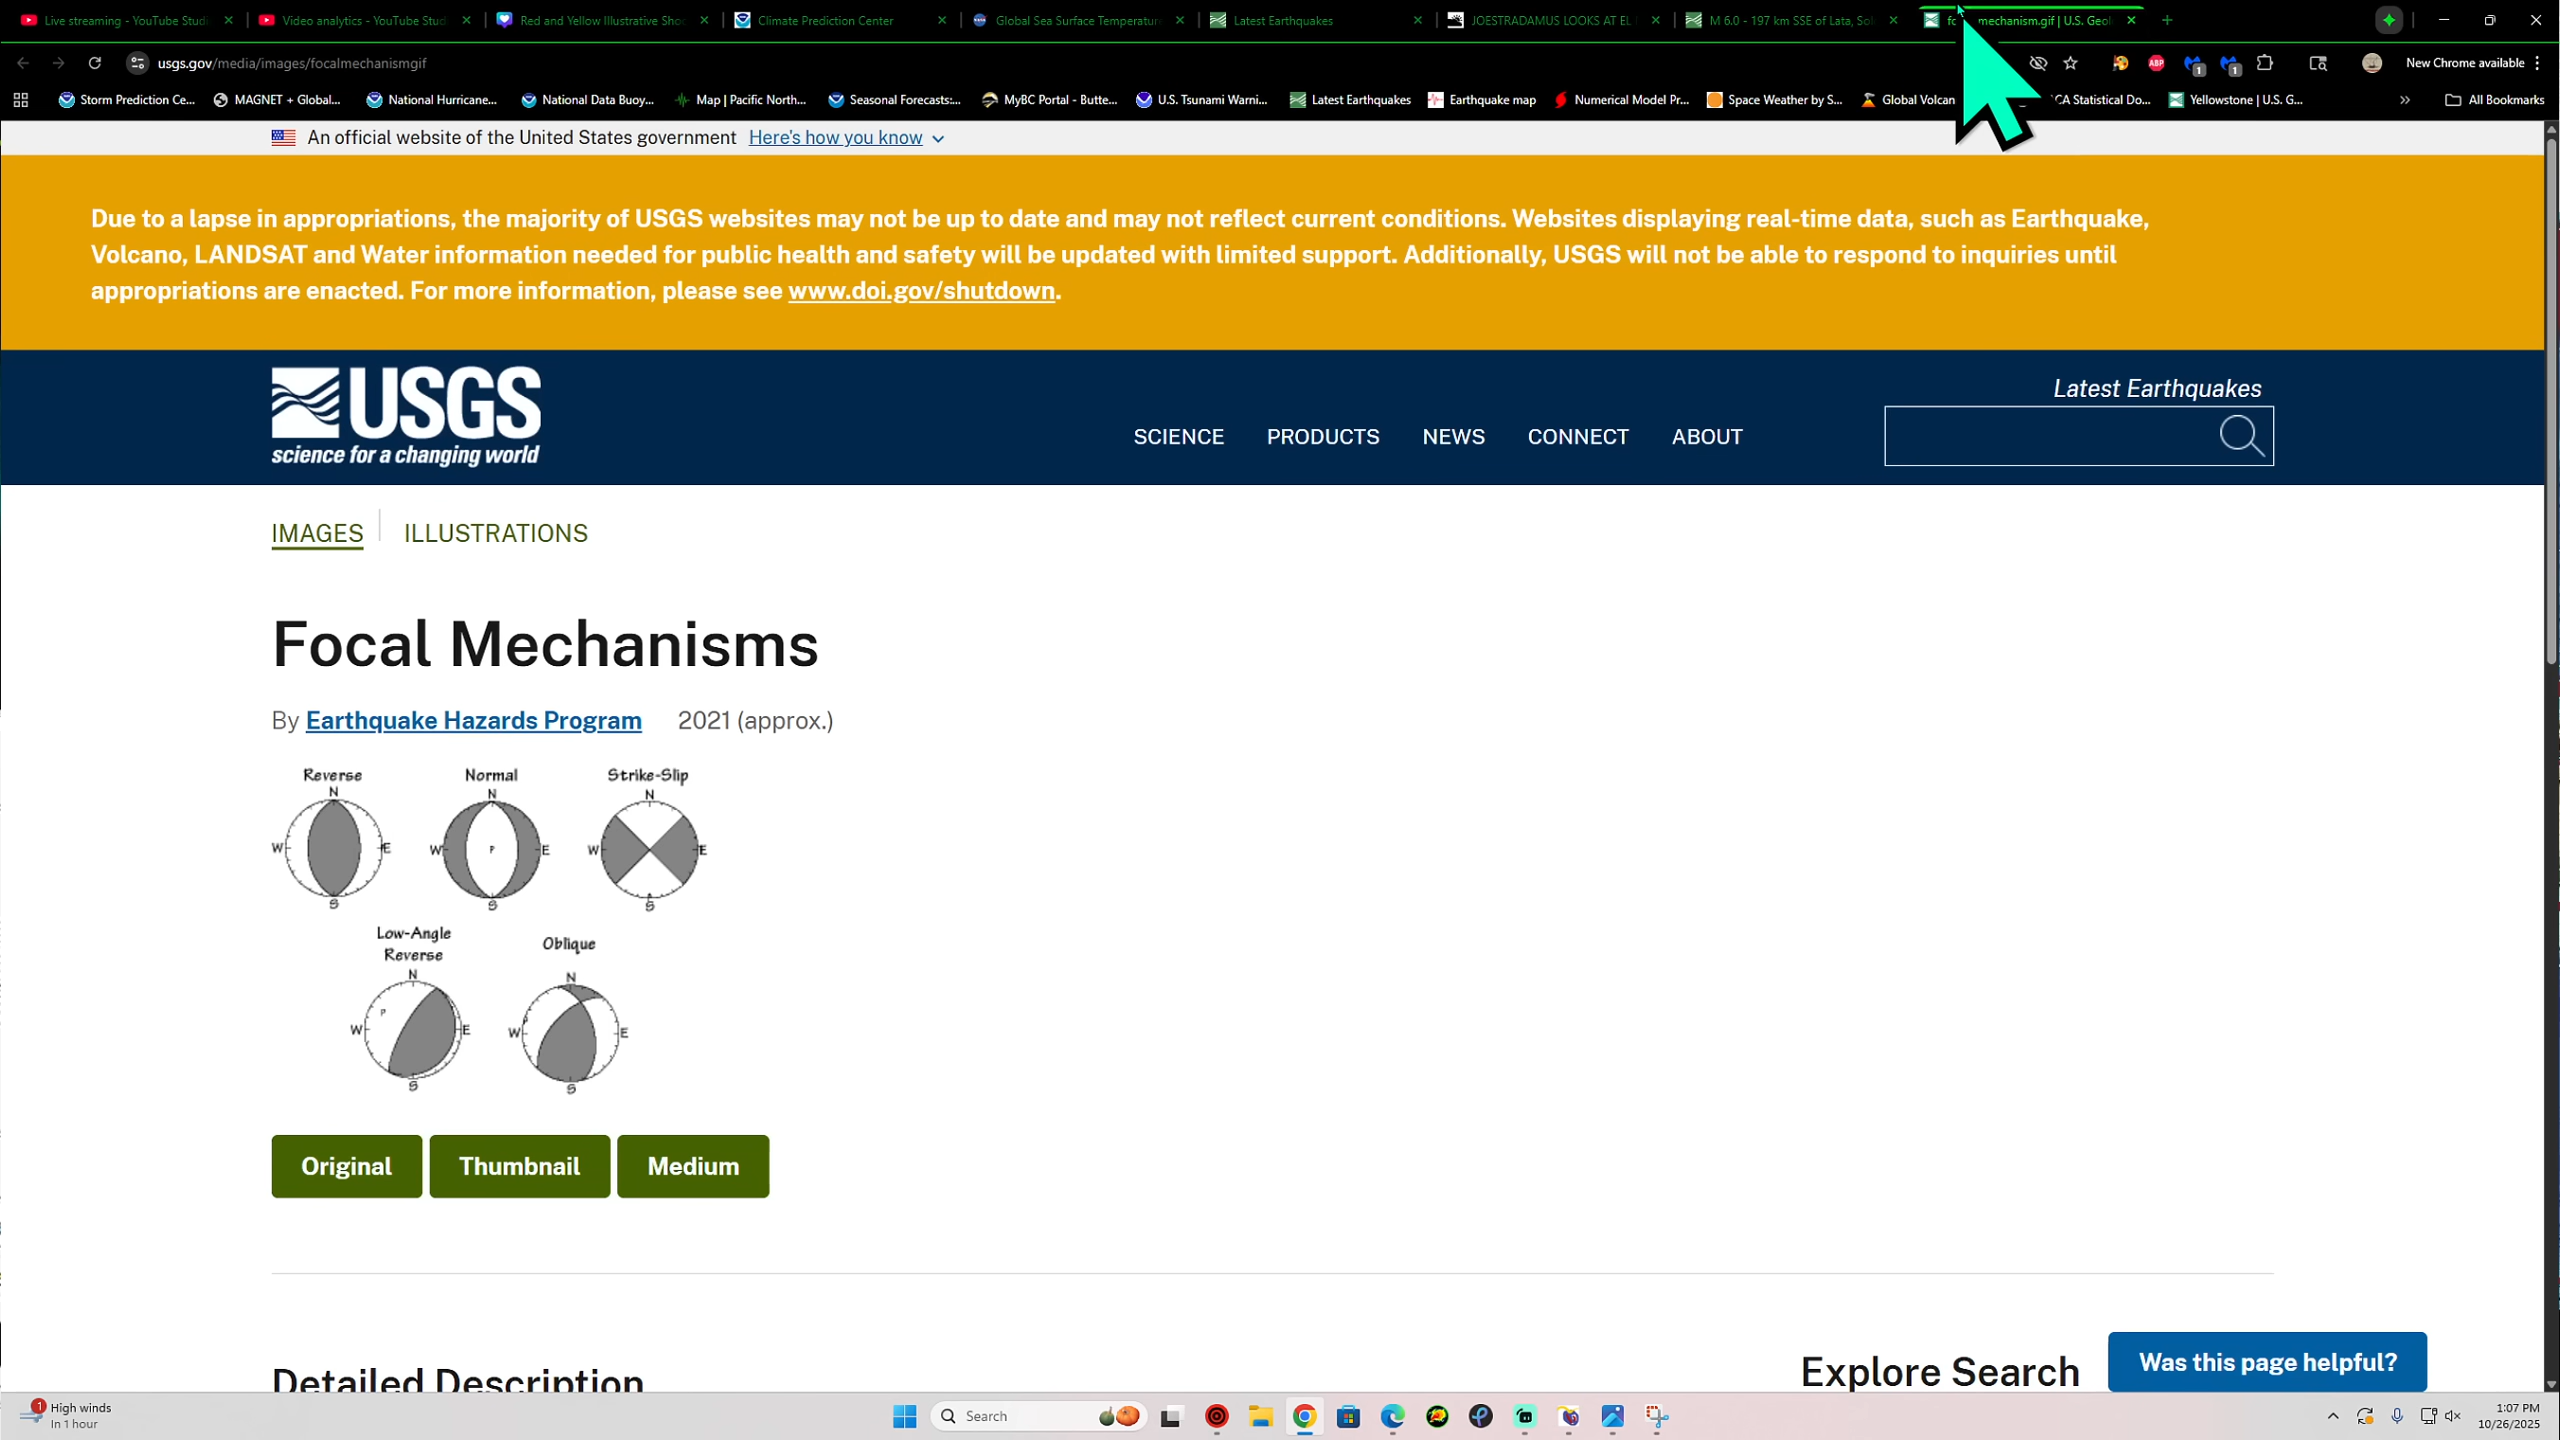 Live streaming - YouTube Studi
Video analytics - YouTube Stud
Red and Yellow Illustrative Sho
Climate Prediction Center
Global Sea Surface Temperatur
Latest Earthquakes
JOESTRADAMUS LOOKS AT EL
M 6.0 - 197 km SSE of Lata, Sol
mechanism.gif | U.S. Geol
usgs.gov/media/images/focalmechanismgif
ABP
1
1
New Chrome available
Storm Prediction Ce...
MAGNET + Global...
National Hurricane...
National Data Buoy...
Map | Pacific North...
Seasonal Forecasts:...
MyBC Portal - Butte...
U.S. Tsunami Warni...
Latest Earthquakes
Earthquake map
Numerical Model Pr...
Space Weather by S...
Global Volcan
CA Statistical Do...
Yellowstone | U.S. G...
All Bookmarks
An official website of the United States government Here's how you know
Due to a lapse in appropriations, the majority of USGS websites may not be up to date and may not reflect current conditions. Websites displaying real-time data, such as Earthquake,
Volcano, LANDSAT and Water information needed for public health and safety will be updated with limited support. Additionally, USGS will not be able to respond to inquiries until
appropriations are enacted. For more information, please see www.doi.gov/shutdown.
USGS
science for a changing world
SCIENCE PRODUCTS NEWS CONNECT ABOUT
Latest Earthquakes
IMAGES ILLUSTRATIONS
Focal Mechanisms
By Earthquake Hazards Program 2021 (approx.)
Reverse Normal Strike-Slip
N N N
W E W P E W E
S S S
Low-Angle
Reverse
Oblique
N N
P P
W E W E
S S
Original Thumbnail Medium
Detailed Description
Explore Search
Was this page helpful?
1
High winds
In 1 hour
Search
1:07 PM
10/26/2025